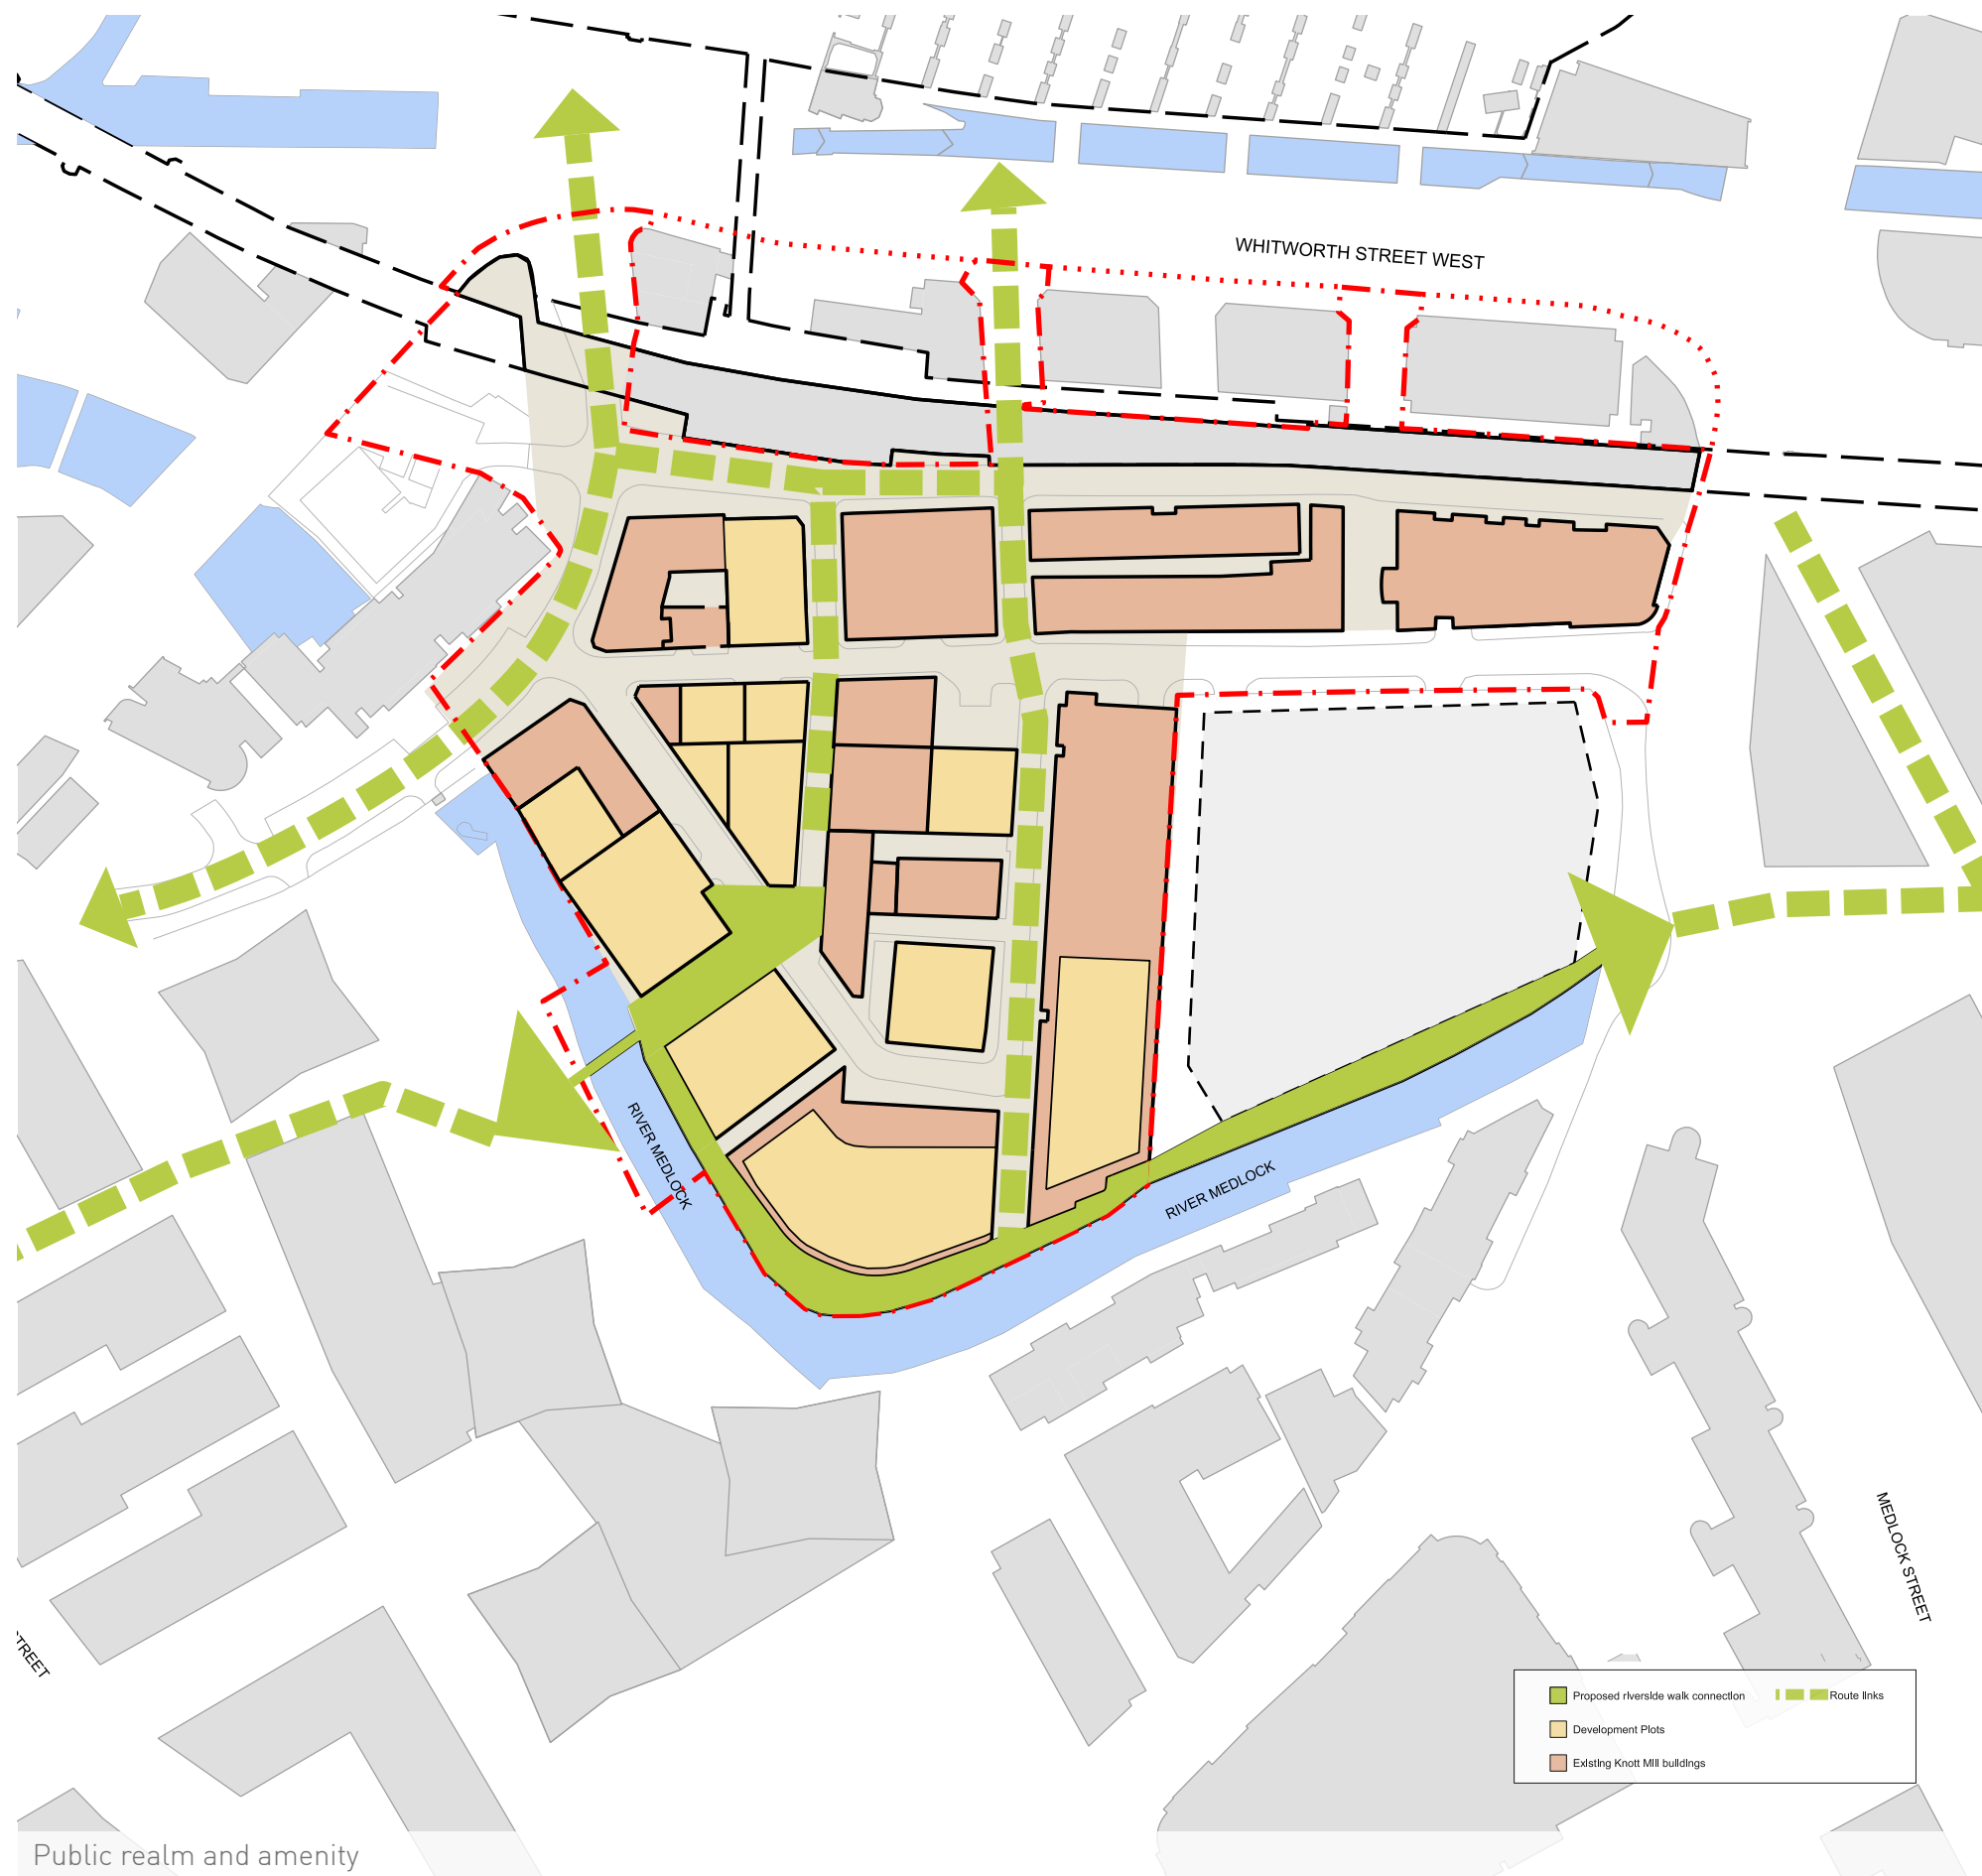 WHITWORTH STREET WEST
RIVER MEDLOCK
RIVER MEDLOCK
MEDLOCK STREET
TREET
Proposed riverside walk connection
Route links
Development Plots
Existing Knott Mill buildings
Public realm and amenity